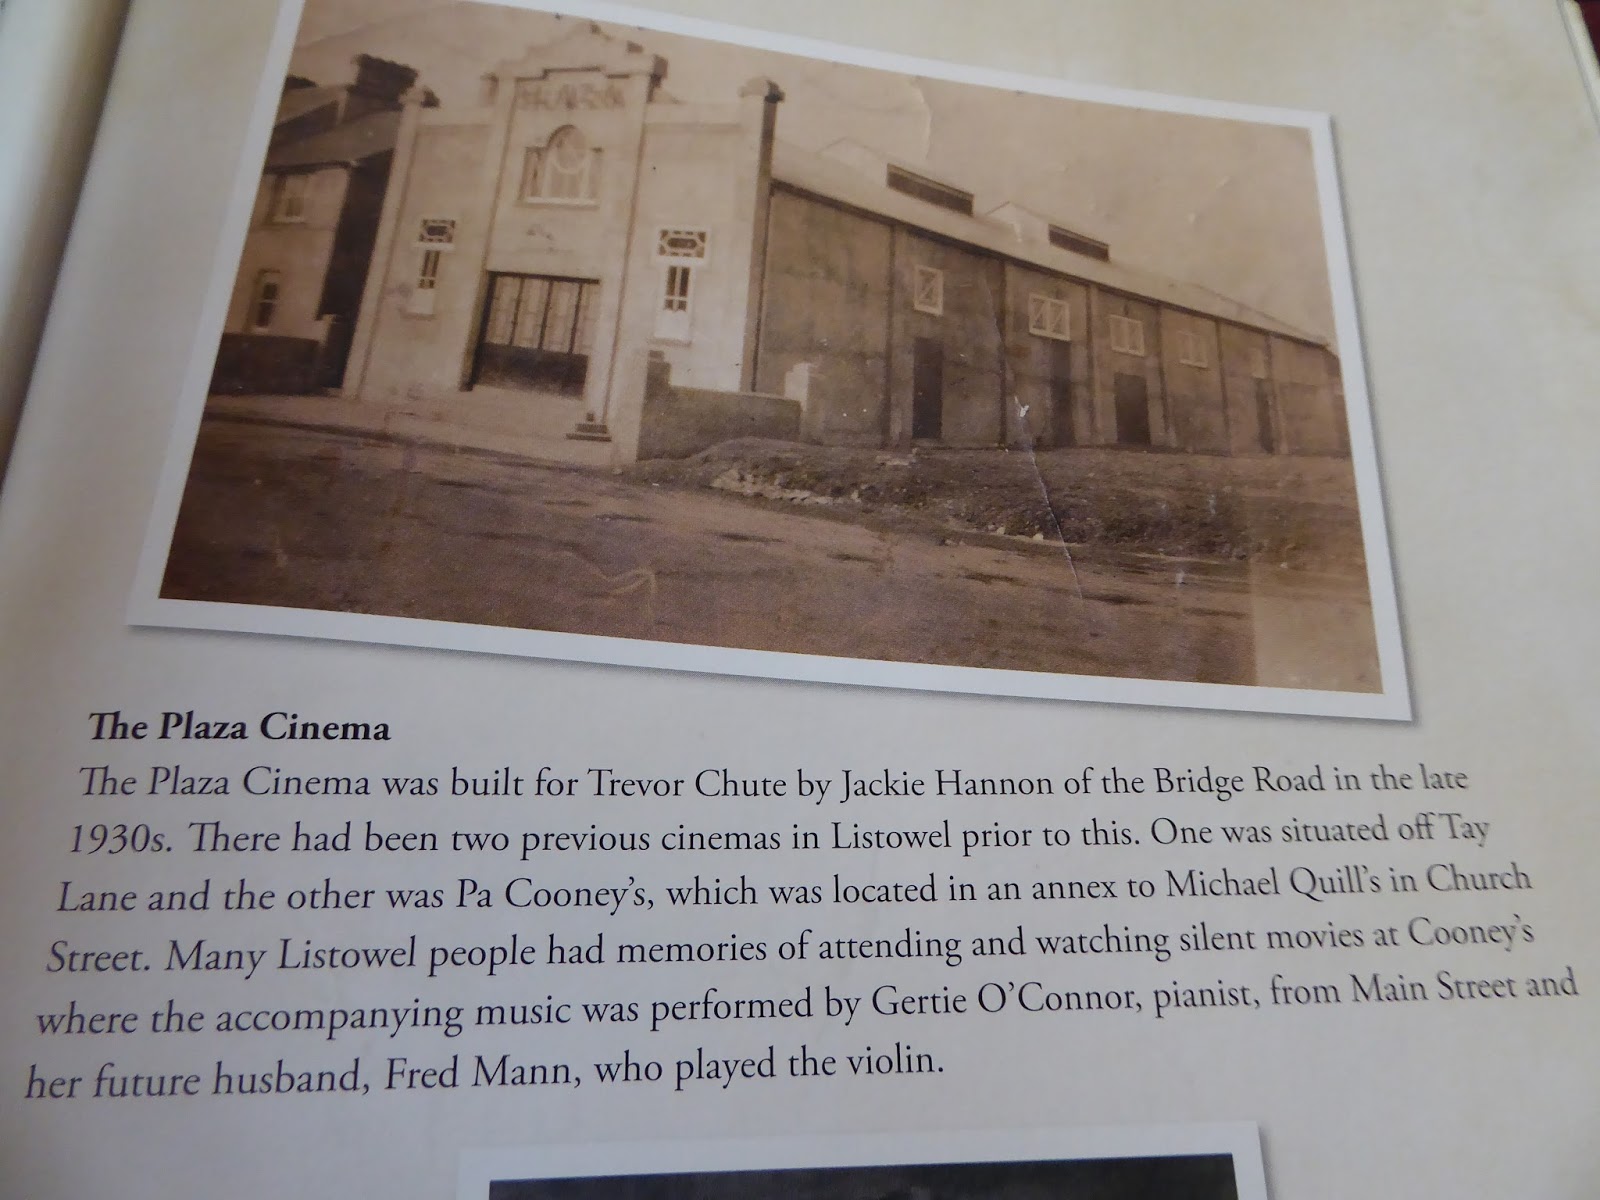 The Plaza Cinema
The Plaza Cinema was built for Trevor Chute by Jackie Hannon of the Bridge Road in the late
1930s. There had been two previous cinemas in Listowel prior to this. One was situated off Tay
Lane and the other was Pa Cooney's, which was located in an annex to Michael Quill's in Church
Street. Many Listowel people had memories of attending and watching silent movies at Cooney's
where the accompanying music was performed by Gertie O'Connor, pianist, from Main Street and
her future husband, Fred Mann, who played the violin.